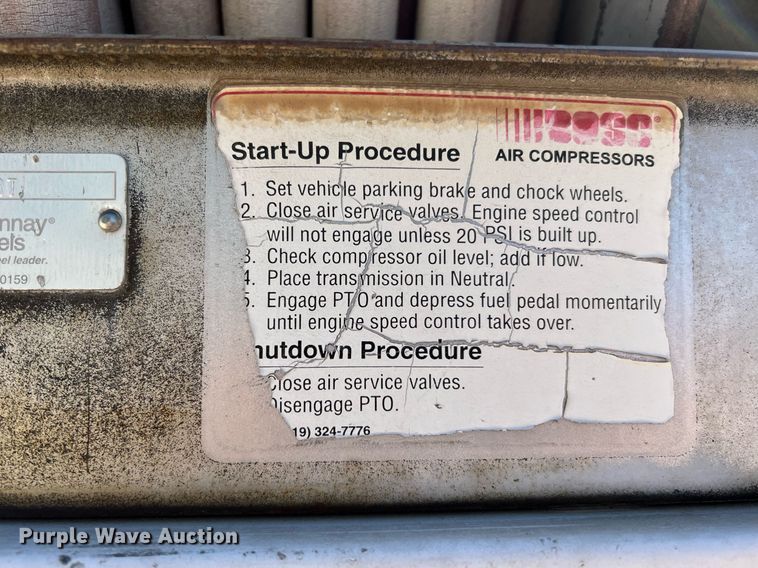 BOSS®
AIR COMPRESSORS
Start-Up Procedure
1. Set vehicle parking brake and chock wheels.
2. Close air service valves. Engine speed control
will not engage unless 20 PSI is built up.
3. Check compressor oil level; add if low.
4. Place transmission in Neutral.
5. Engage PTO and depress fuel pedal momentarily
until engine speed control takes over.
hutdown Procedure
Close air service valves.
Disengage PTO.
19) 324-7776
nnay®
els
el leader.
0159
Purple Wave Auction